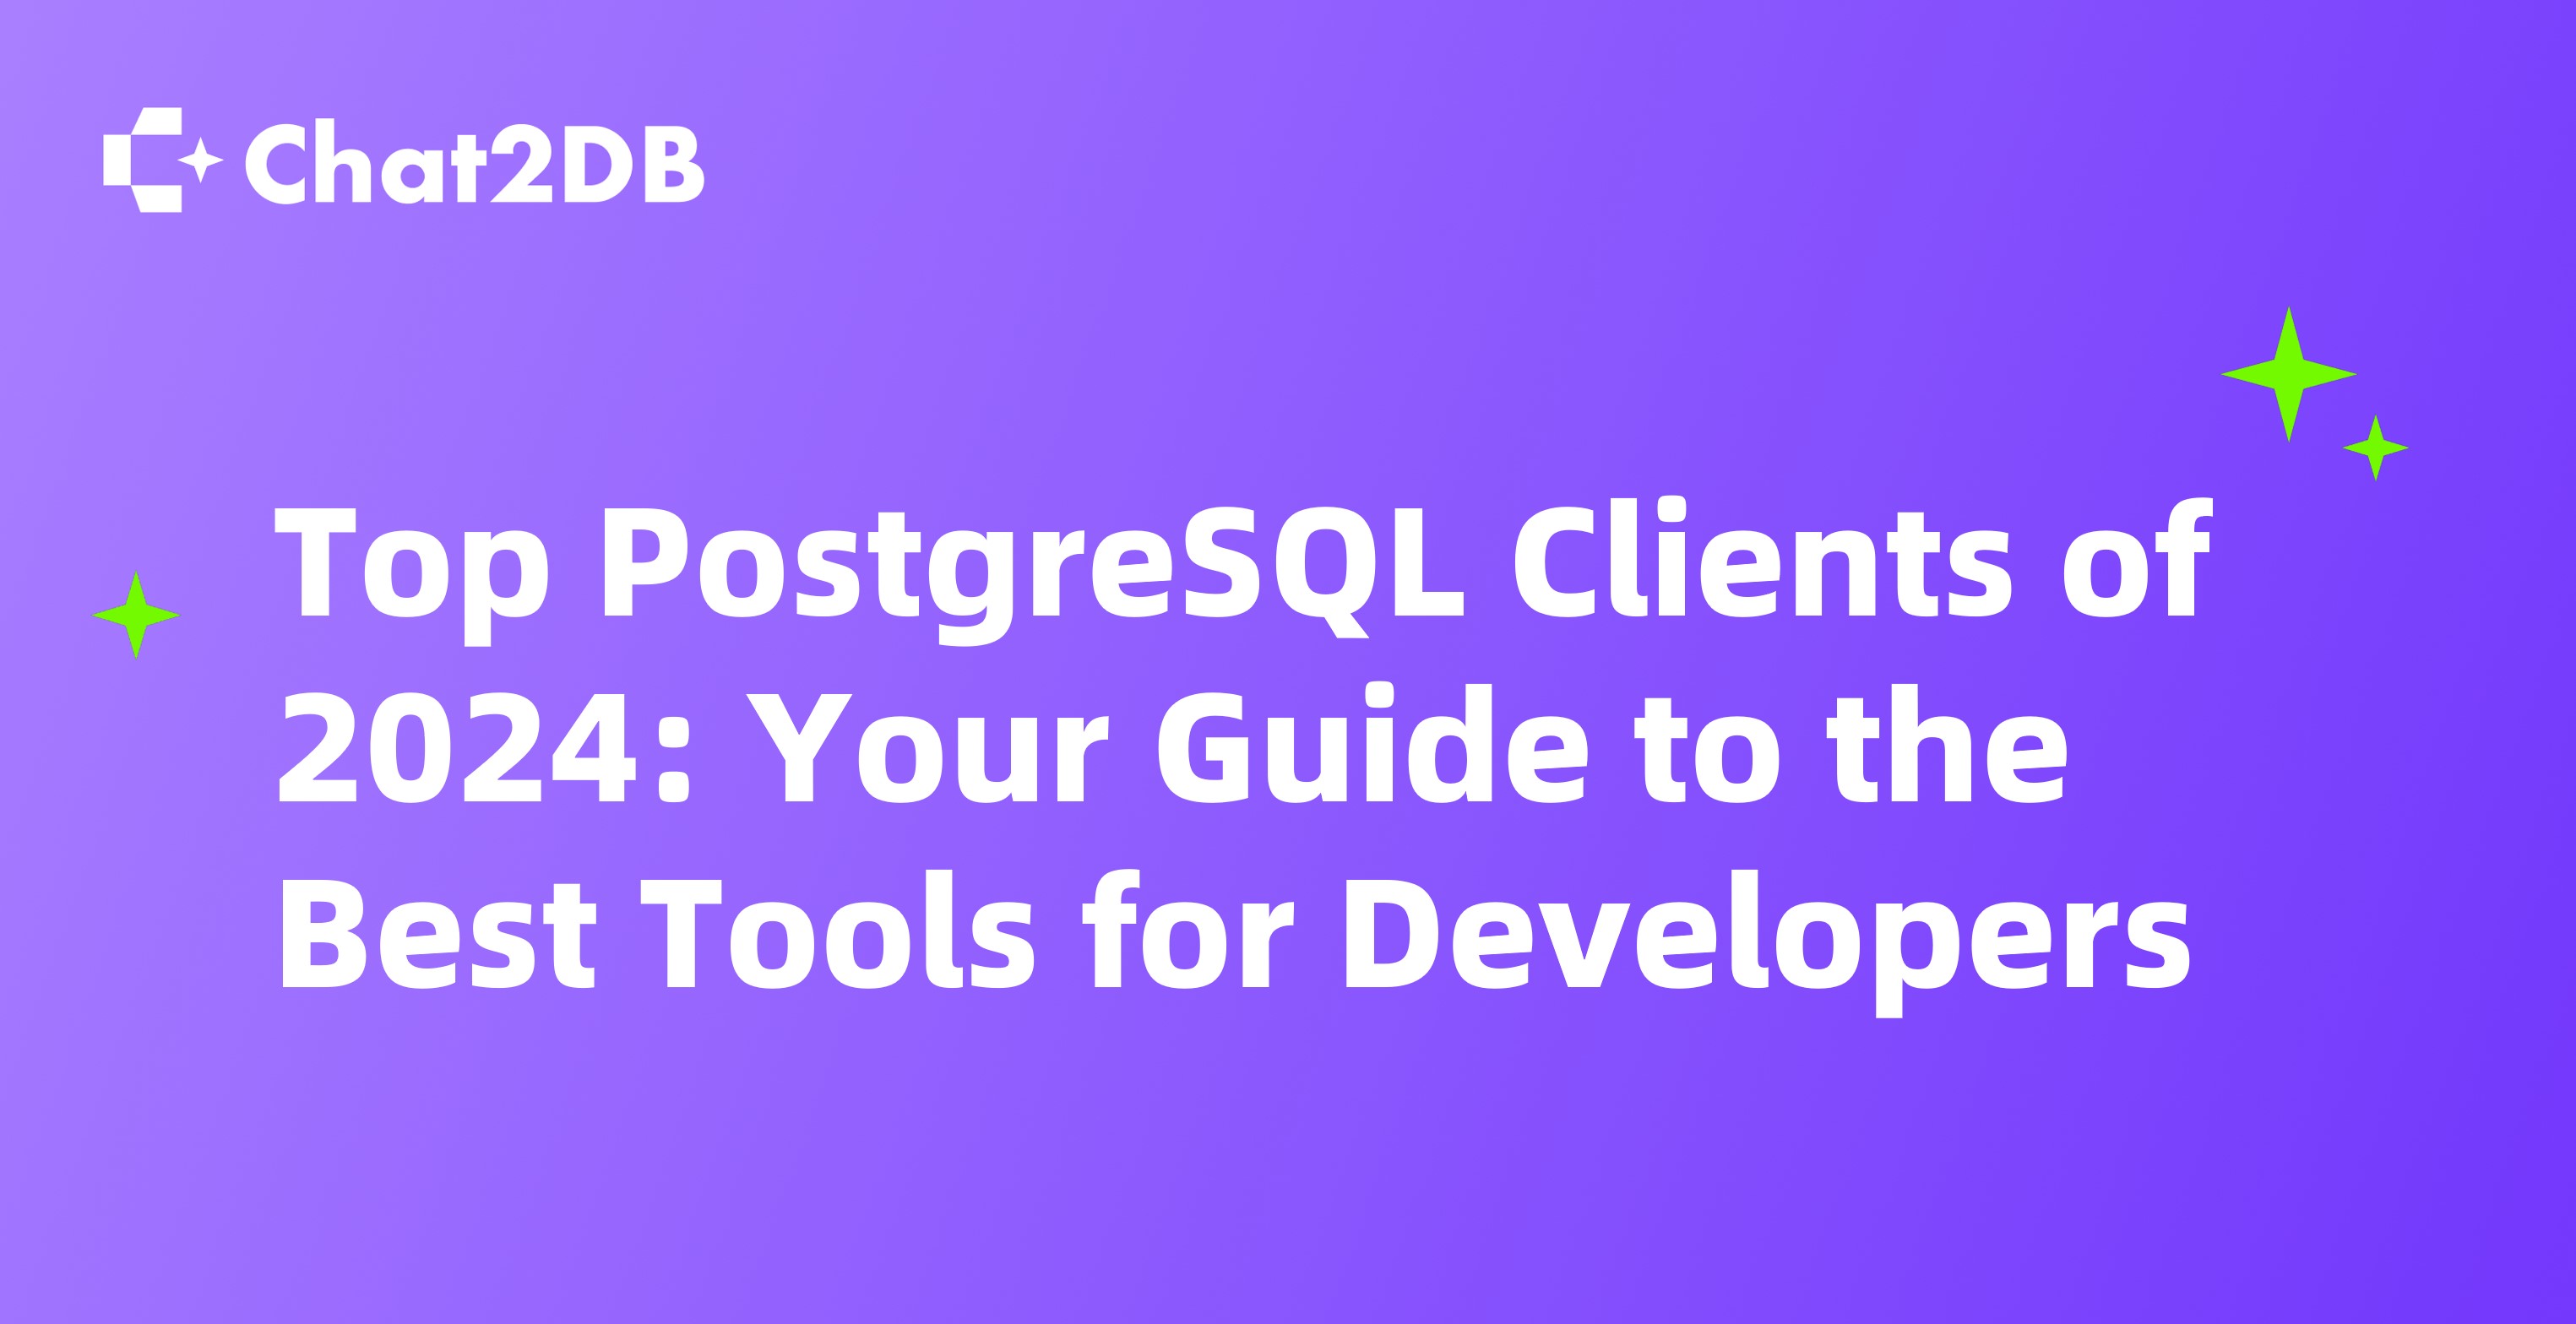 Chat2DB
Top PostgreSQL Clients of
2024: Your Guide to the
Best Tools for Developers